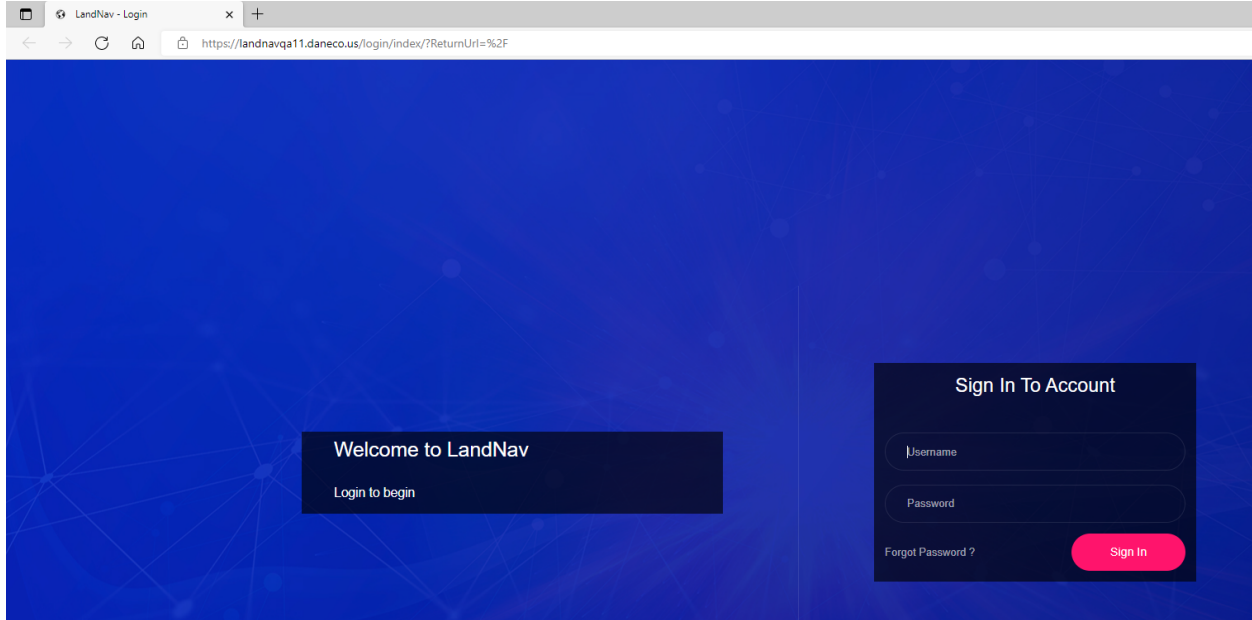 LandNav - Login
https://landnavqa11.daneco.us/login/index/?ReturnUrl=%2F
Welcome to LandNav
Login to begin
Sign In To Account
Username
Password
Forgot Password ?
Sign In